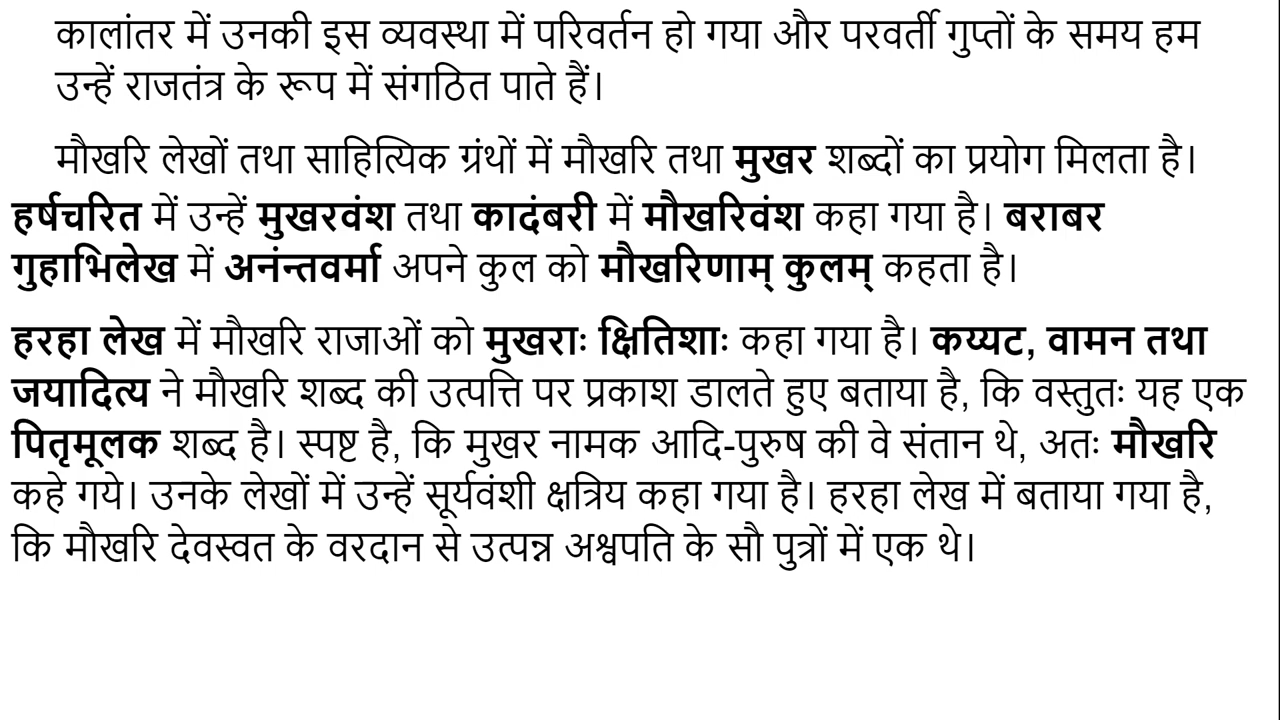 कालांतर में उनकी इस व्यवस्था में परिवर्तन हो गया और परवर्ती गुप्तों के समय हम
उन्हें राजतंत्र के रूप में संगठित पाते हैं।
मौखरि लेखों तथा साहित्यिक ग्रंथों में मौखरि तथा मुखर शब्दों का प्रयोग मिलता है।
हर्षचरित में उन्हें मुखरवंश तथा कादंबरी में मौखरिवंश कहा गया है। बराबर
गुहाभिलेख में अनंन्तवर्मा अपने कुल को मौखरिणाम् कुलम् कहता है।
हरहा लेख में मौखरि राजाओं को मुखराः क्षितिशाः कहा गया है। कय्यट, वामन तथा
जयादित्य ने मौखरि शब्द की उत्पत्ति पर प्रकाश डालते हुए बताया है, कि वस्तुतः यह एक
पितृमूलक शब्द है। स्पष्ट है, कि मुखर नामक आदि-पुरुष की वे संतान थे, अतः मौखरि
कहे गये। उनके लेखों में उन्हें सूर्यवंशी क्षत्रिय कहा गया है। हरहा लेख में बताया गया है,
कि मौखरि देवस्वत के वरदान से उत्पन्न अश्वपति के सौ पुत्रों में एक थे।